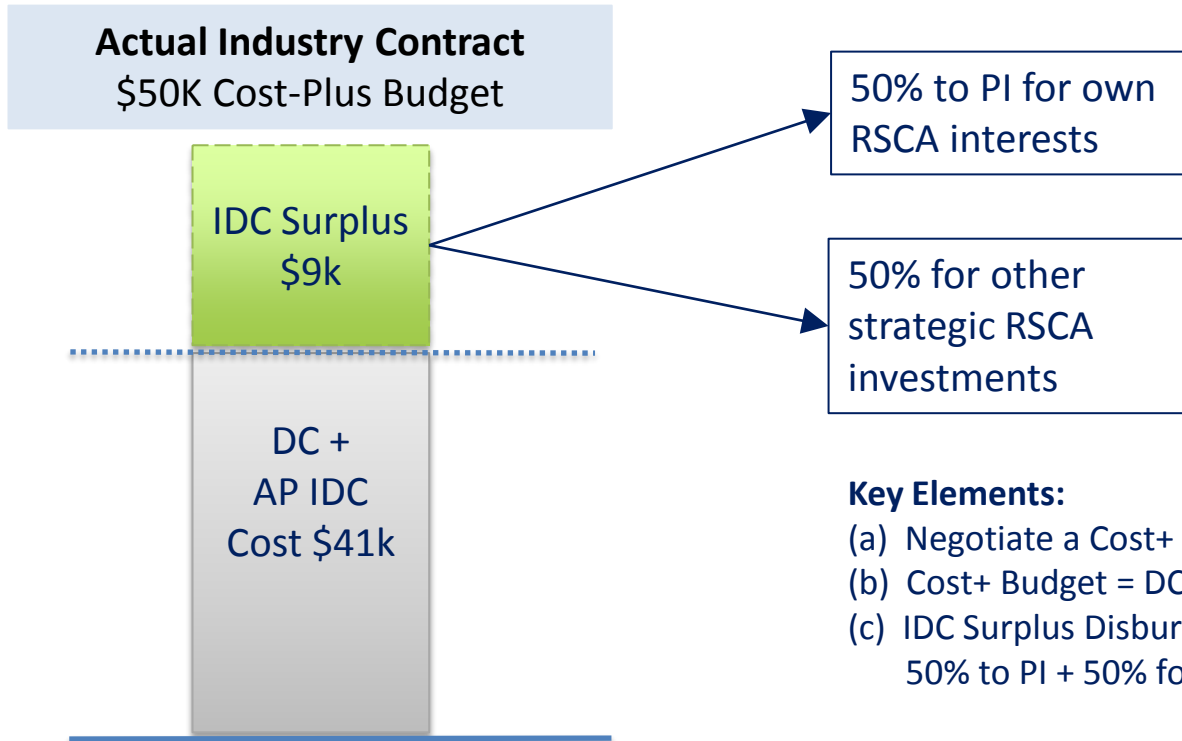 Actual Industry Contract
$50K Cost-Plus Budget
IDC Surplus
$9k
DC +
AP IDC
Cost $41k
50% to PI for own
RSCA interests
50% for other
strategic RSCA
investments
Key Elements:
(a) Negotiate a Cost+
(b) Cost+ Budget = DC
(c) IDC Surplus Disbur
50% to PI + 50% fo